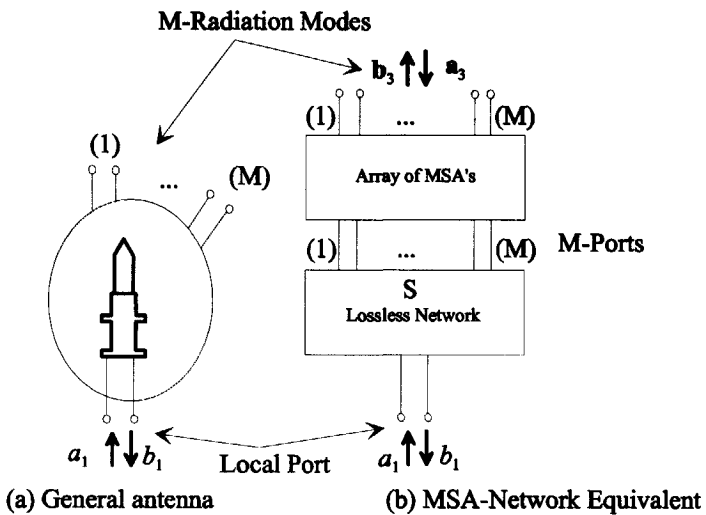 M-Radiation Modes
b₃ a₃
(1) ... (M)
Array of MSA's
(1) ... (M)
(1) ... (M)
M-Ports
S
Lossless Network
a₁ b₁
Local Port
a₁ b₁
(a) General antenna
(b) MSA-Network Equivalent